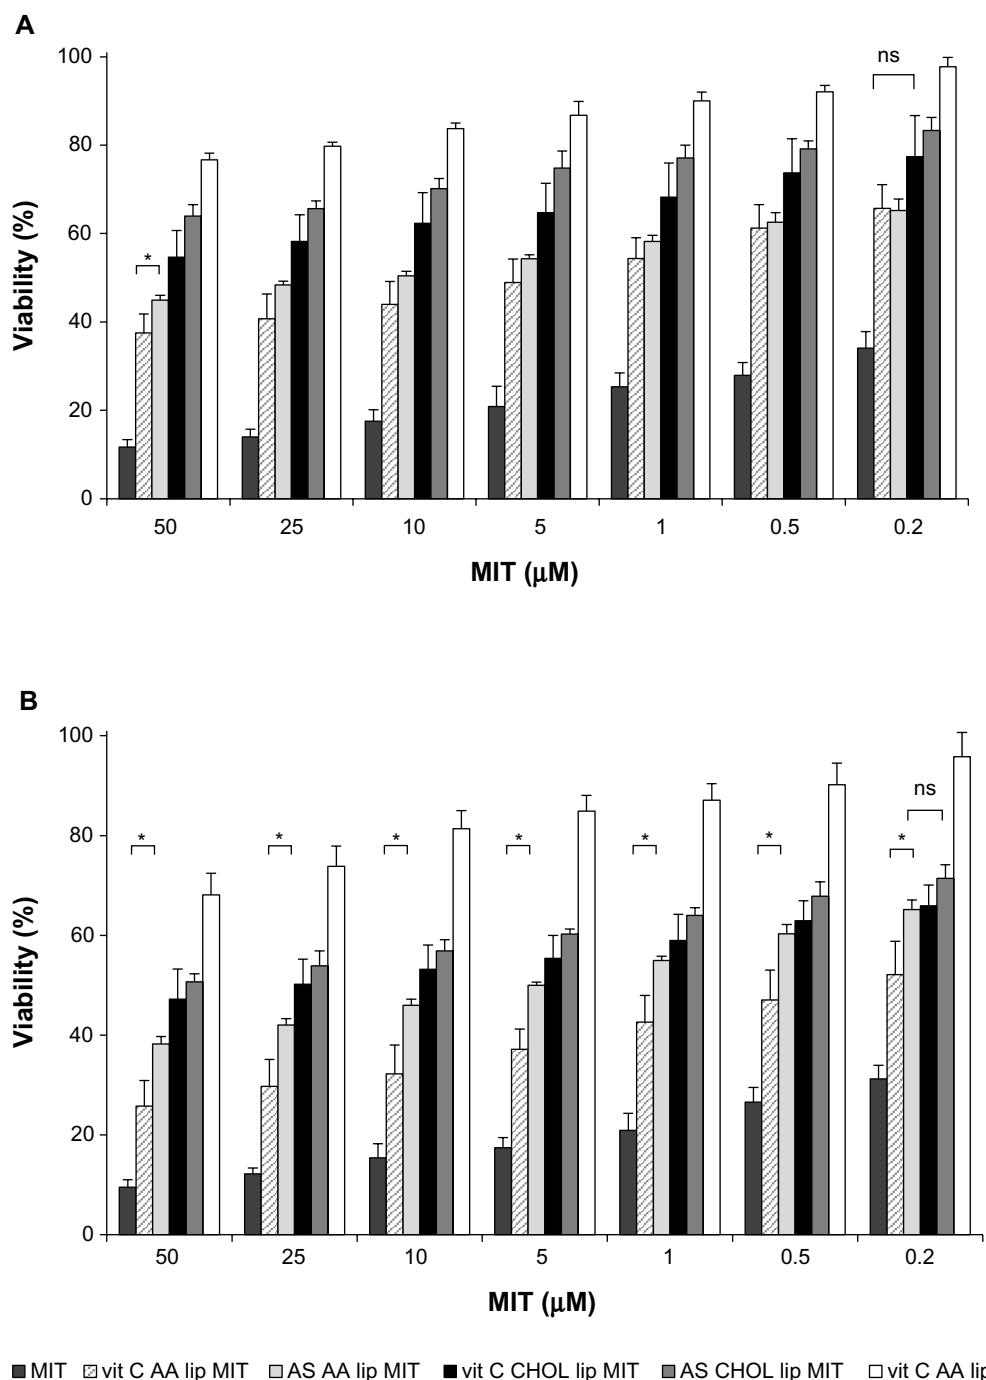 A
100
80
60
40
20
0
Viability (%)
*
ns
50 25 10 5 1 0.5 0.2
MIT (μM)
B
100
80
60
40
20
0
Viability (%)
* * * * * * *
ns
50 25 10 5 1 0.5 0.2
MIT (μM)
MIT vit C AA lip MIT AS AA lip MIT vit C CHOL lip MIT AS CHOL lip MIT vit C AA lip